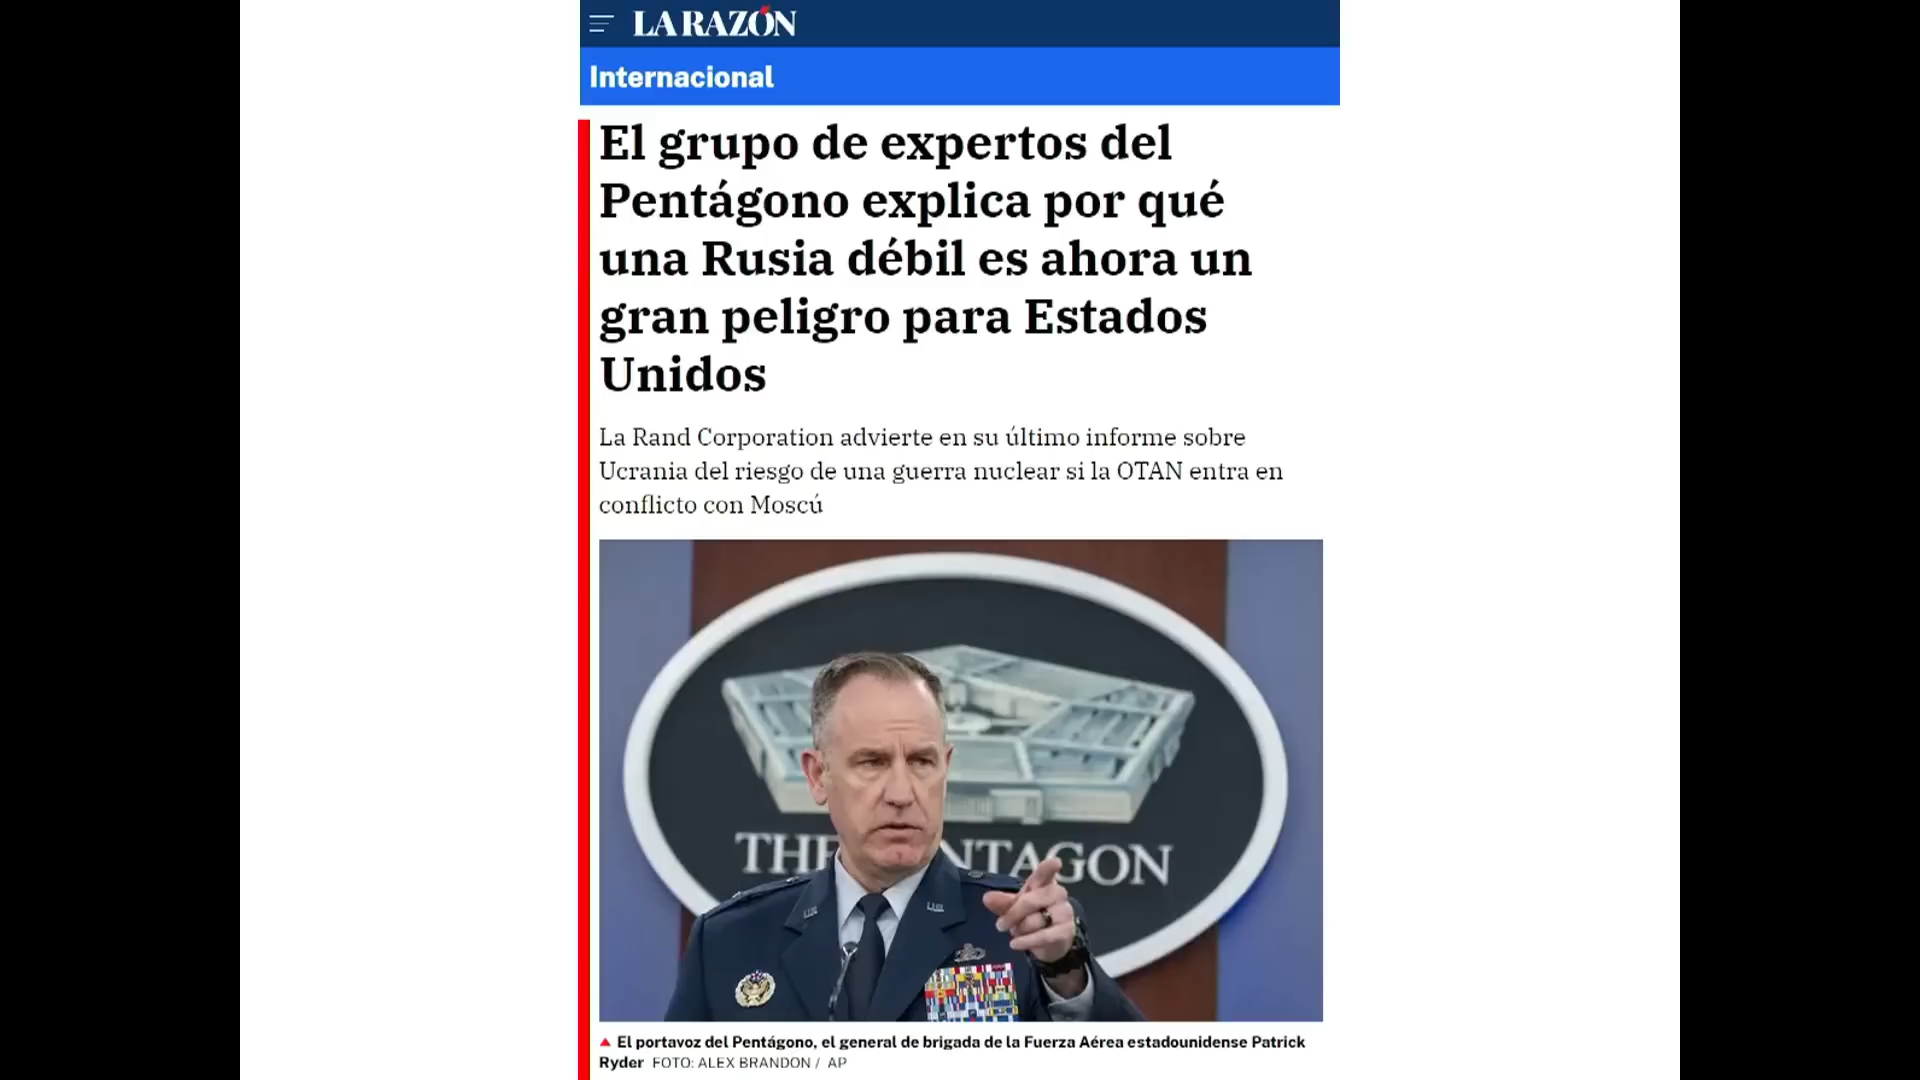 LA RAZÓN
Internacional
El grupo de expertos del
Pentágono explica por qué
una Rusia débil es ahora un
gran peligro para Estados
Unidos
La Rand Corporation advierte en su último informe sobre
Ucrania del riesgo de una guerra nuclear si la OTAN entra en
conflicto con Moscú
THE PENTAGON
El portavoz del Pentágono, el general de brigada de la Fuerza Aérea estadounidense Patrick
Ryder FOTO: ALEX BRANDON / AP